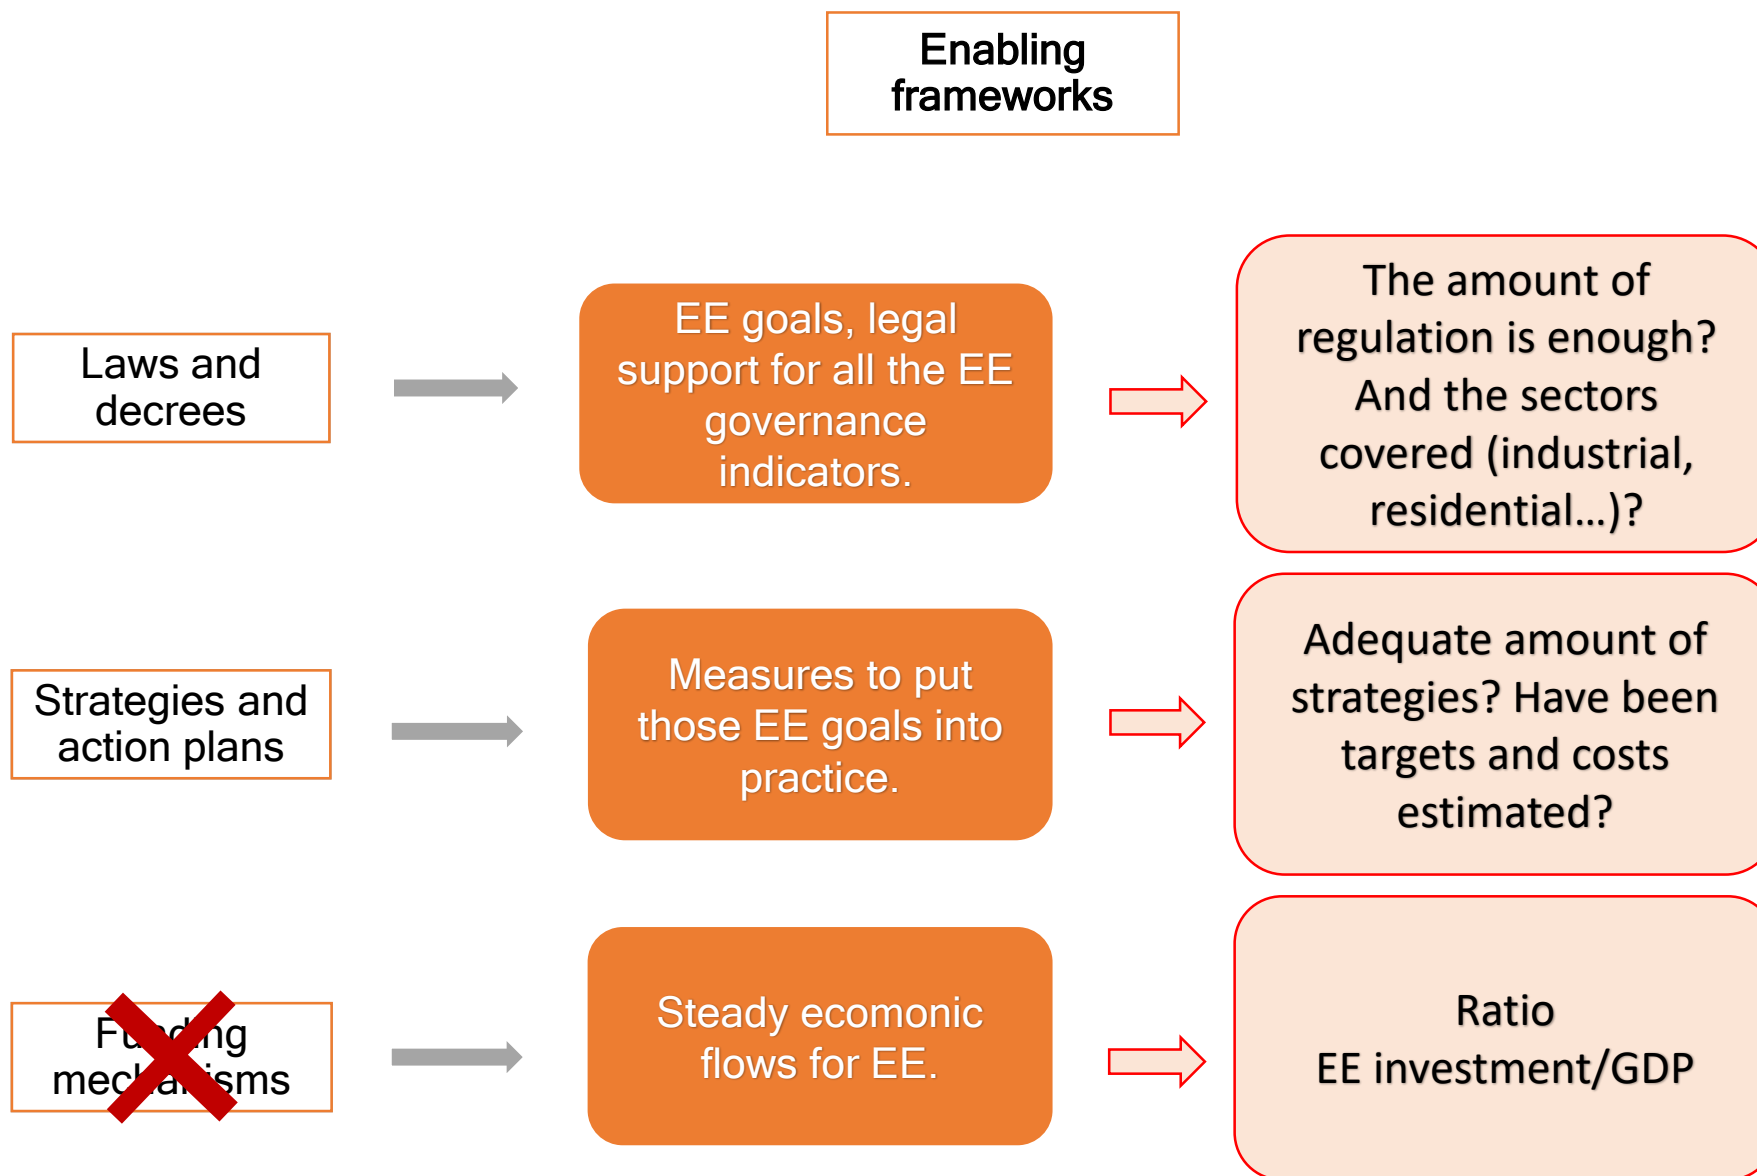 Enabling
frameworks
Laws and
decrees
EE goals, legal
support for all the EE
governance
indicators.
The amount of
regulation is enough?
And the sectors
covered (industrial,
residential...)?
Strategies and
action plans
Measures to put
those EE goals into
practice.
Adequate amount of
strategies? Have been
targets and costs
estimated?
Funding
mechanisms
Steady ecomonic
flows for EE.
Ratio
EE investment/GDP